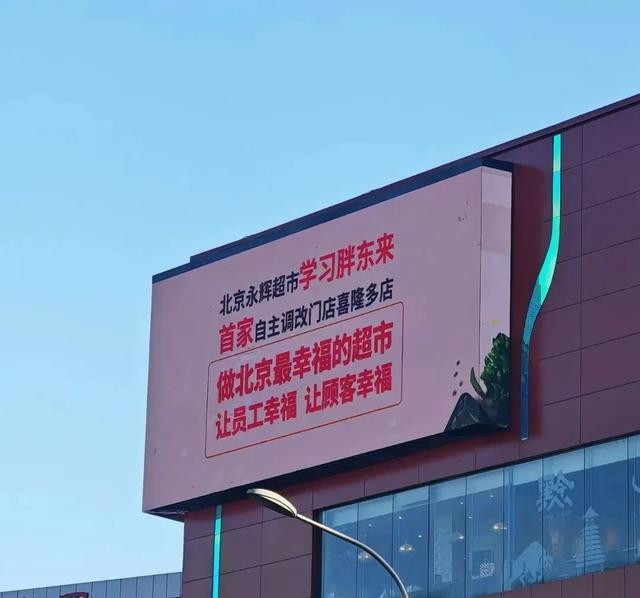 北京永辉超市学习胖东来
首家自主调改门店喜隆多店
做北京最幸福的超市
让员工幸福 让顾客幸福